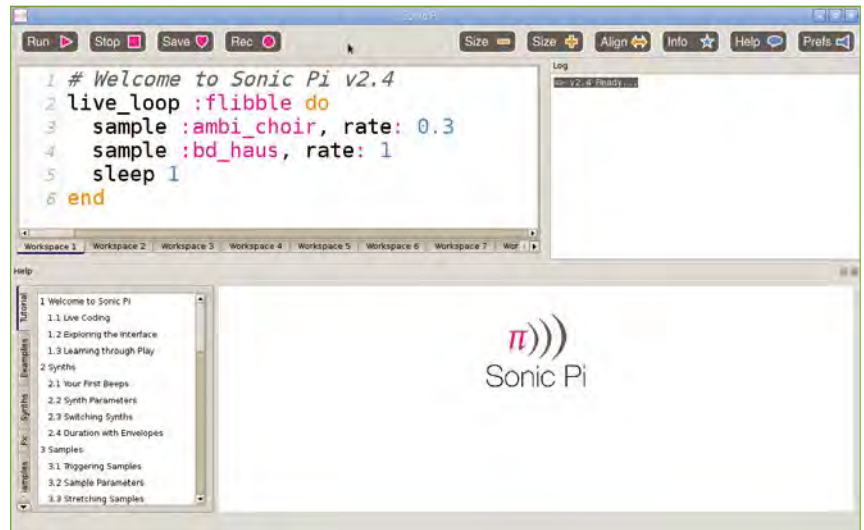 Sonic Pi
Run Stop Save Rec Size Size Align Info Help Prefs
1 # Welcome to Sonic Pi v2.4
2 live_loop :flibble do
3 sample :ambi_choir, rate: 0.3
4 sample :bd_haus, rate: 1
5 sleep 1
6 end
Log
=> v2.4 Ready...
Workspace 1 Workspace 2 Workspace 3 Workspace 4 Workspace 5 Workspace 6 Workspace 7 Wor
Help
Tutorial
Examples
Synths
Fx
amples
1 Welcome to Sonic Pi
1.1 Live Coding
1.2 Exploring the Interface
1.3 Learning through Play
2 Synths
2.1 Your First Beeps
2.2 Synth Parameters
2.3 Switching Synths
2.4 Duration with Envelopes
3 Samples
3.1 Triggering Samples
3.2 Sample Parameters
3.3 Stretching Samples
π)))
Sonic Pi